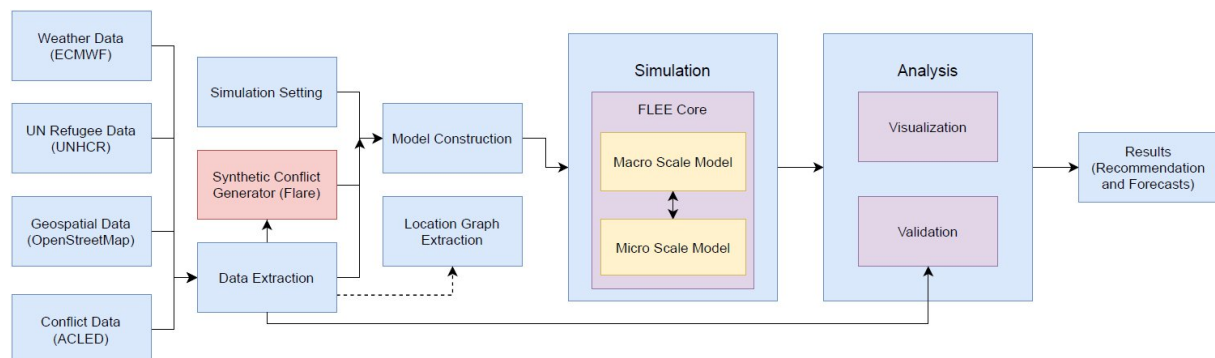 Weather Data
(ECMWF)
UN Refugee Data
(UNHCR)
Geospatial Data
(OpenStreetMap)
Conflict Data
(ACLED)
Simulation Setting
Synthetic Conflict
Generator (Flare)
Data Extraction
Model Construction
Location Graph
Extraction
Simulation
FLEE Core
Macro Scale Model
Micro Scale Model
Analysis
Visualization
Validation
Results
(Recommendation
and Forecasts)